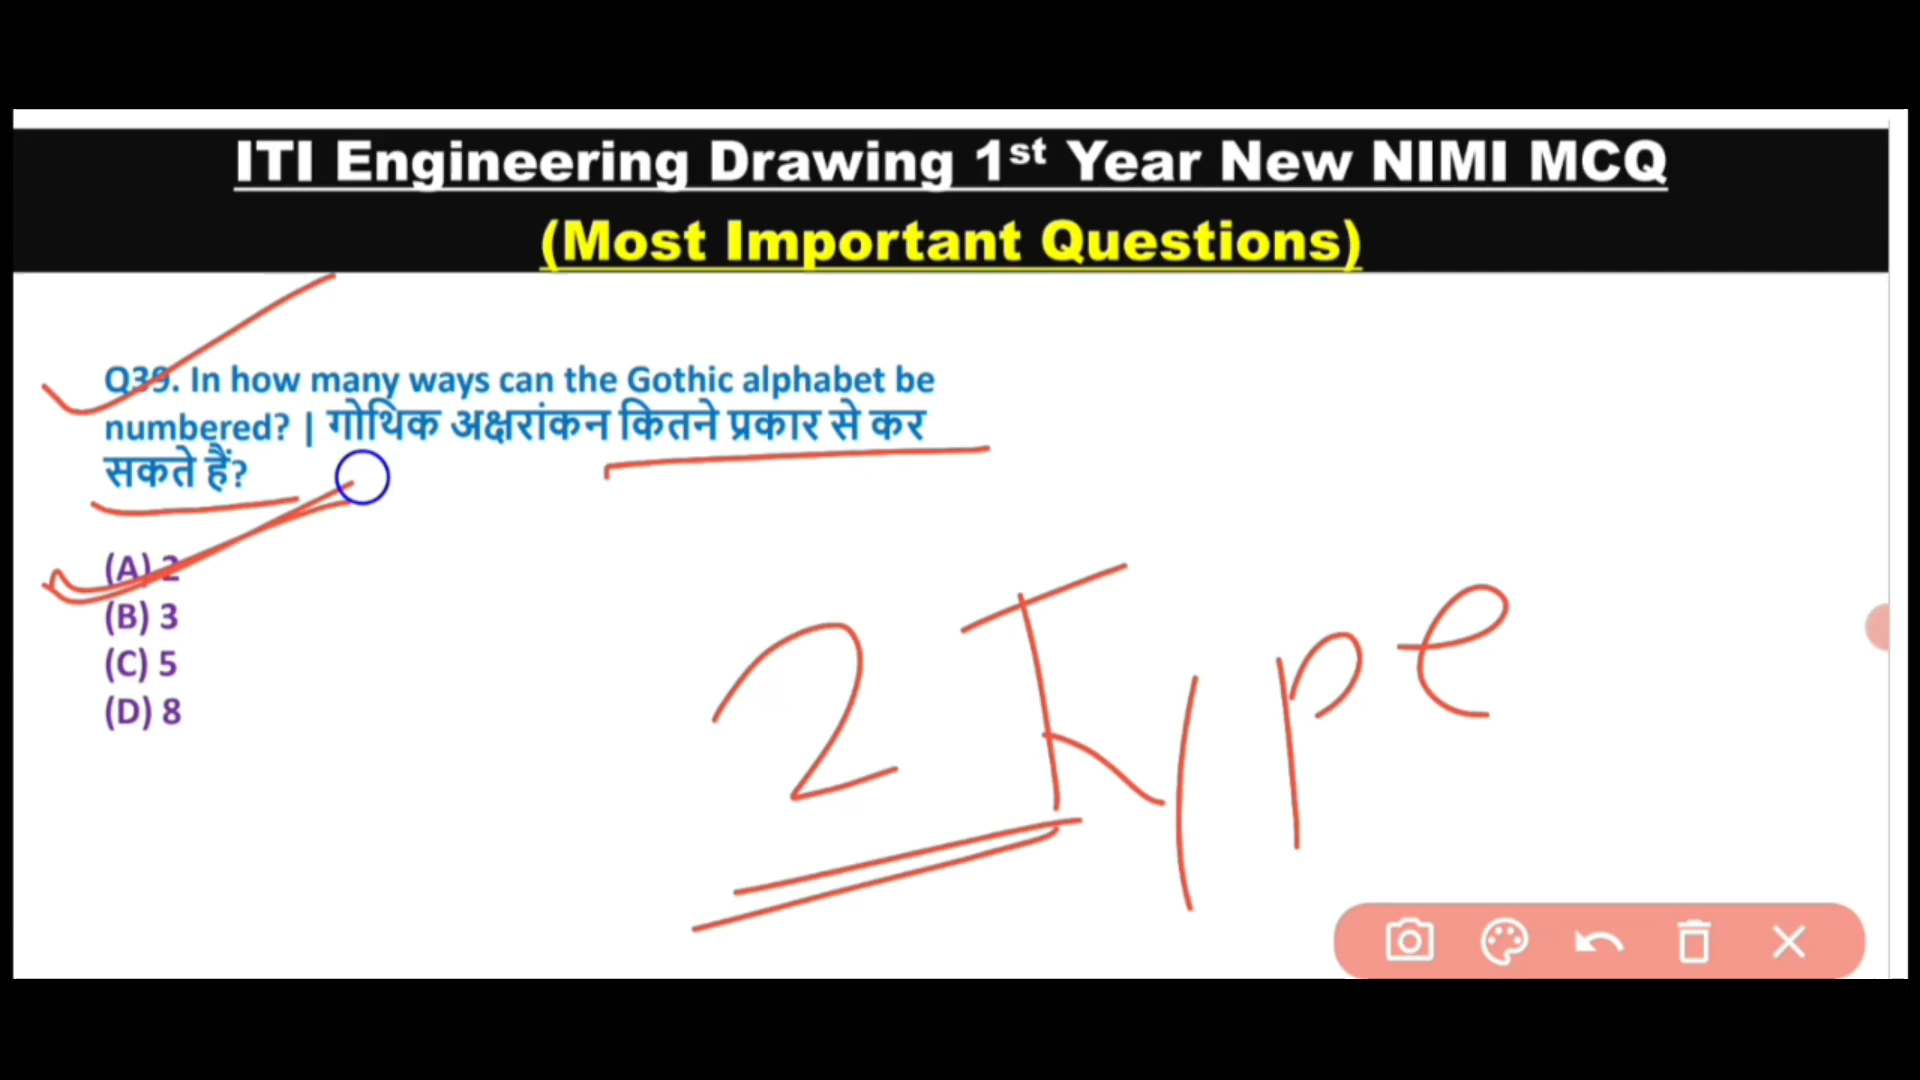 ITI Engineering Drawing 1st Year New NIMI MCQ
(Most Important Questions)
Q39. In how many ways can the Gothic alphabet be
numbered? | गोथिक अक्षरांकन कितने प्रकार से कर
सकते हैं?
(A) 2
(B) 3
(C) 5
(D) 8
2 Type